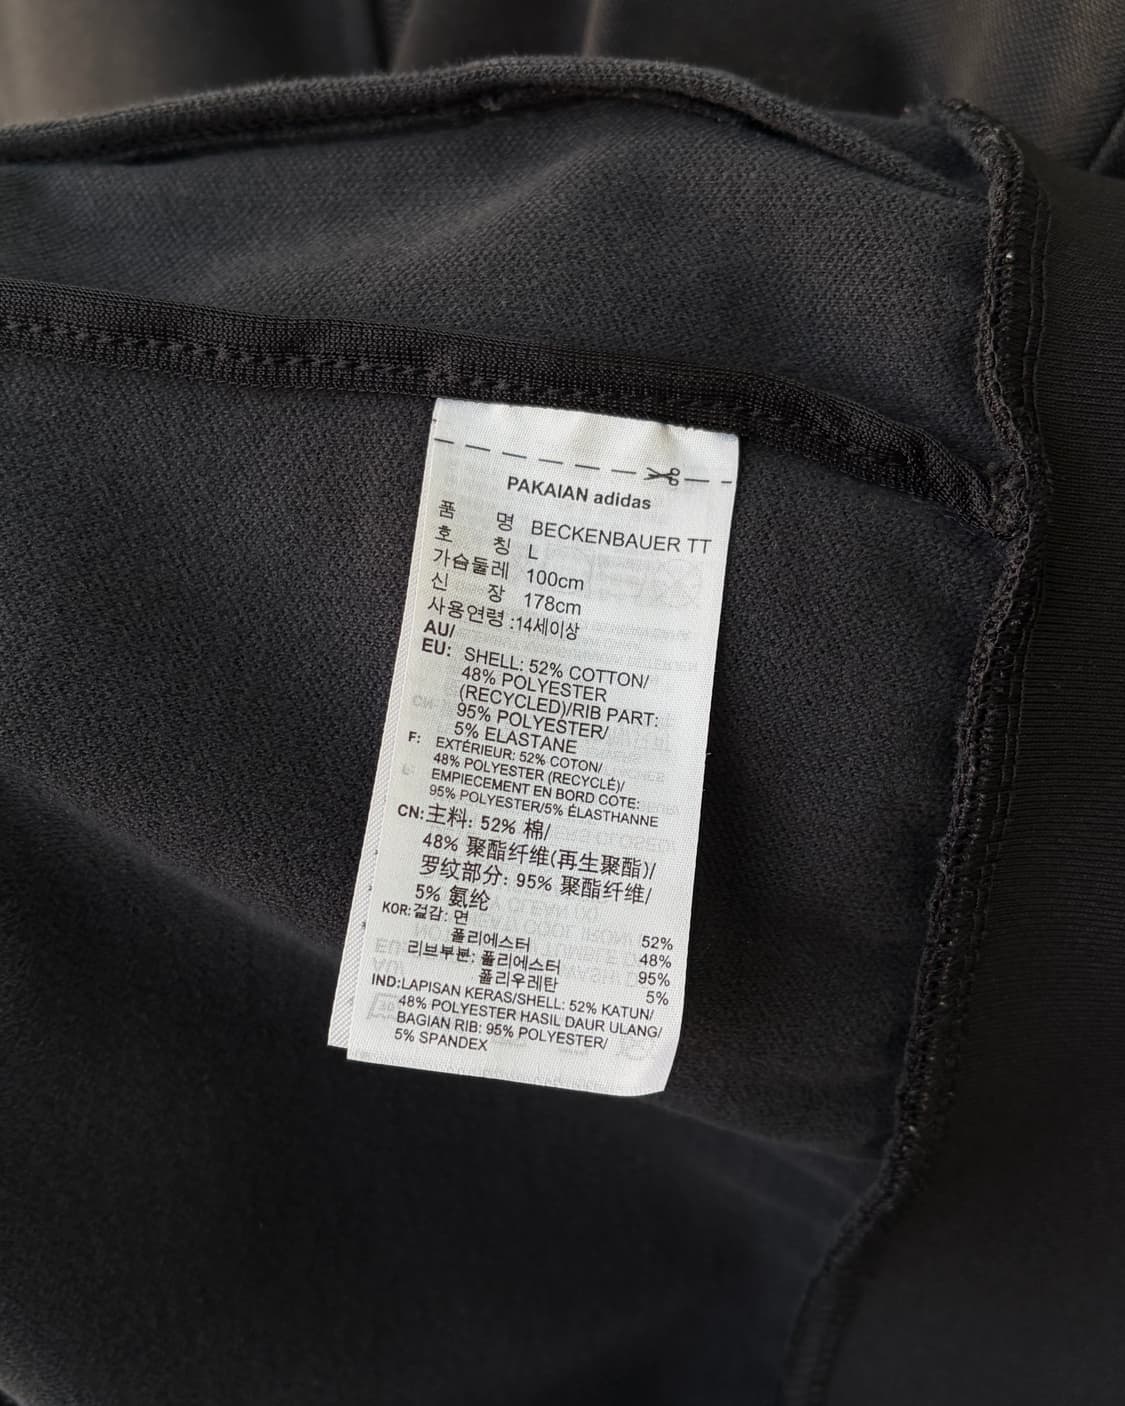 PAKAIAN adidas
품 명 BECKENBAUER TT
호 칭 L
가슴둘레 100cm
신 장 178cm
사용연령 :14세이상
AU/
EU: SHELL: 52% COTTON/
48% POLYESTER
(RECYCLED)/RIB PART:
95% POLYESTER/
5% ELASTANE
F: EXTÉRIEUR: 52% COTON/
48% POLYESTER (RECYCLÉ)/
EMPIECEMENT EN BORD COTE:
95% POLYESTER/5% ÉLASTHANNE
CN: 主料: 52% 棉/
48% 聚酯纤维(再生聚酯)/
罗纹部分: 95% 聚酯纤维/
5% 氨纶
KOR: 겉감: 면 52%
폴리에스터 48%
리브부분: 폴리에스터 95%
폴리우레탄 5%
IND: LAPISAN KERAS/SHELL: 52% KATUN/
48% POLYESTER HASIL DAUR ULANG/
BAGIAN RIB: 95% POLYESTER/
5% SPANDEX